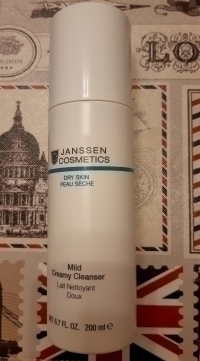 LO
JANSSEN
COSMETICS
DRY SKIN
PEAU SÈCHE
Mild
Creamy Cleanser
Lait Nettoyant
Doux
6.7 FL. OZ. 200 ml e